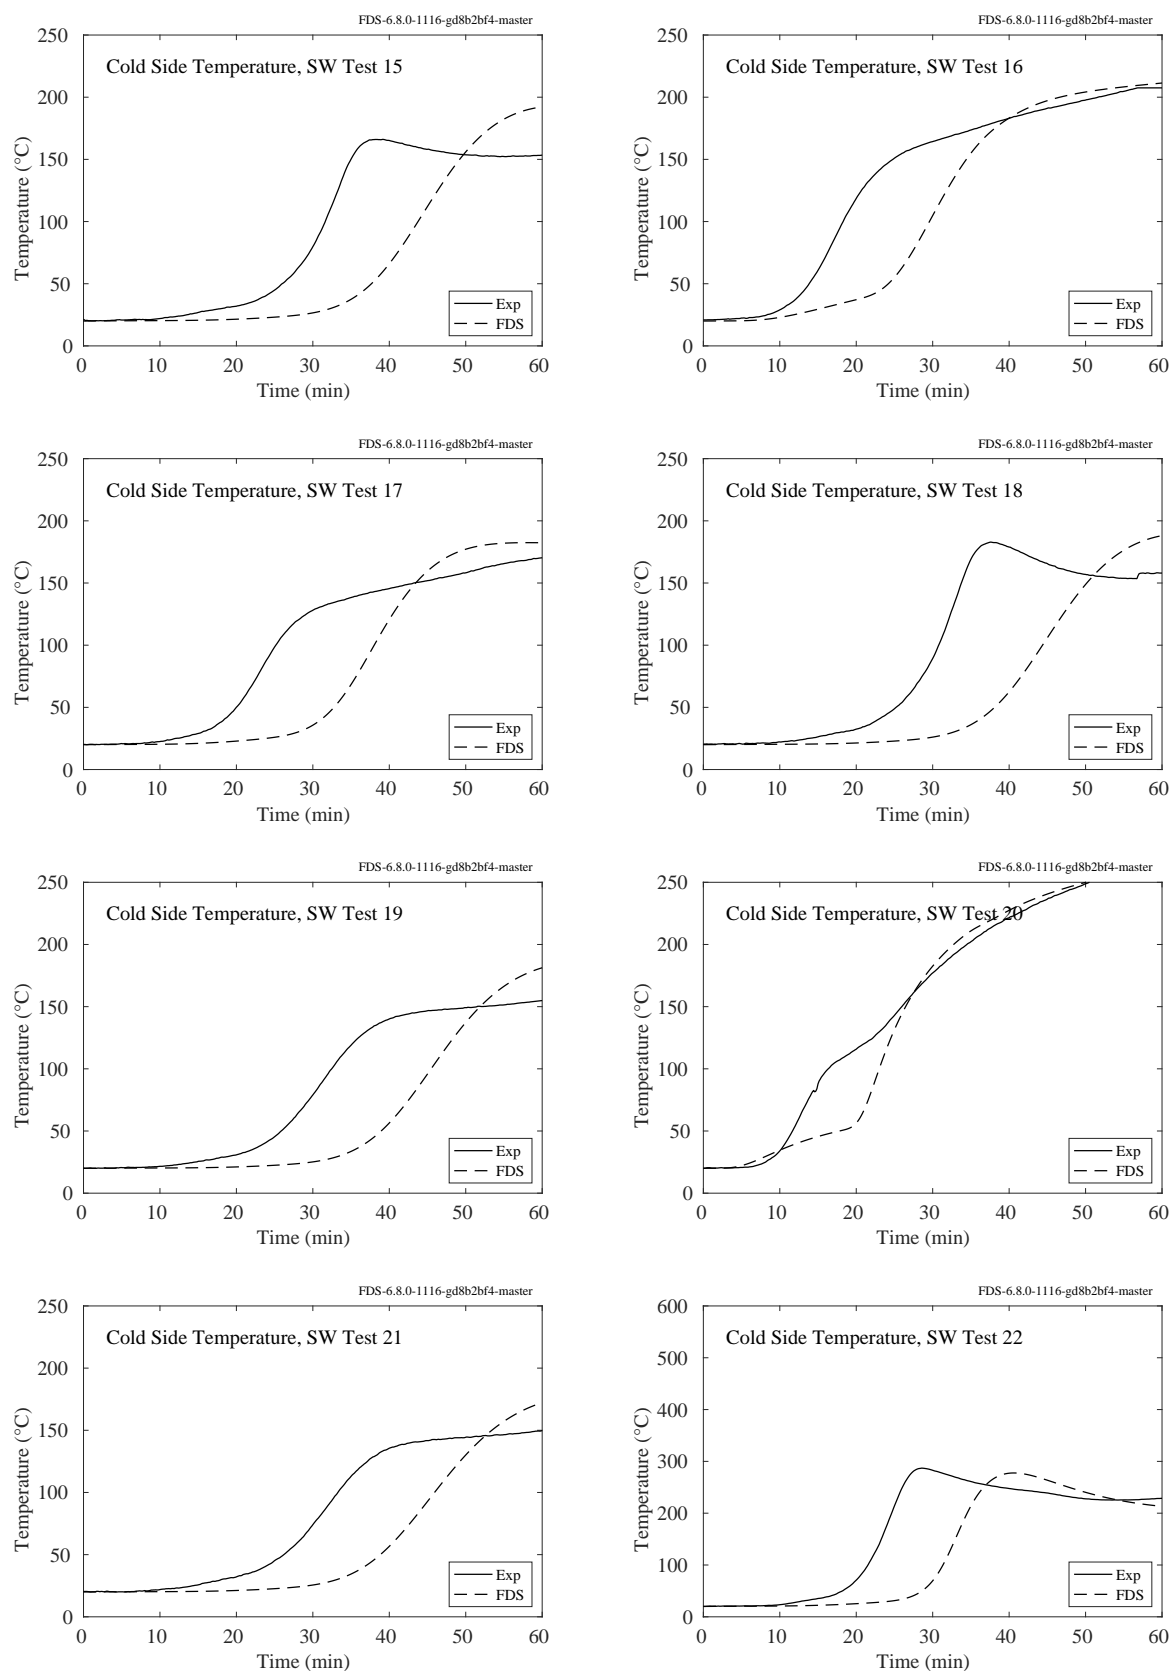 FDS-6.8.0-1116-gd8b2bf4-master
Cold Side Temperature, SW Test 15
Temperature (°C)
250
200
150
100
50
0
Exp
FDS
0 10 20 30 40 50 60
Time (min)
FDS-6.8.0-1116-gd8b2bf4-master
Cold Side Temperature, SW Test 16
Temperature (°C)
250
200
150
100
50
0
Exp
FDS
0 10 20 30 40 50 60
Time (min)
FDS-6.8.0-1116-gd8b2bf4-master
Cold Side Temperature, SW Test 17
Temperature (°C)
250
200
150
100
50
0
Exp
FDS
0 10 20 30 40 50 60
Time (min)
FDS-6.8.0-1116-gd8b2bf4-master
Cold Side Temperature, SW Test 18
Temperature (°C)
250
200
150
100
50
0
Exp
FDS
0 10 20 30 40 50 60
Time (min)
FDS-6.8.0-1116-gd8b2bf4-master
Cold Side Temperature, SW Test 19
Temperature (°C)
250
200
150
100
50
0
Exp
FDS
0 10 20 30 40 50 60
Time (min)
FDS-6.8.0-1116-gd8b2bf4-master
Cold Side Temperature, SW Test 20
Temperature (°C)
250
200
150
100
50
0
Exp
FDS
0 10 20 30 40 50 60
Time (min)
FDS-6.8.0-1116-gd8b2bf4-master
Cold Side Temperature, SW Test 21
Temperature (°C)
250
200
150
100
50
0
Exp
FDS
0 10 20 30 40 50 60
Time (min)
FDS-6.8.0-1116-gd8b2bf4-master
Cold Side Temperature, SW Test 22
Temperature (°C)
600
500
400
300
200
100
0
Exp
FDS
0 10 20 30 40 50 60
Time (min)